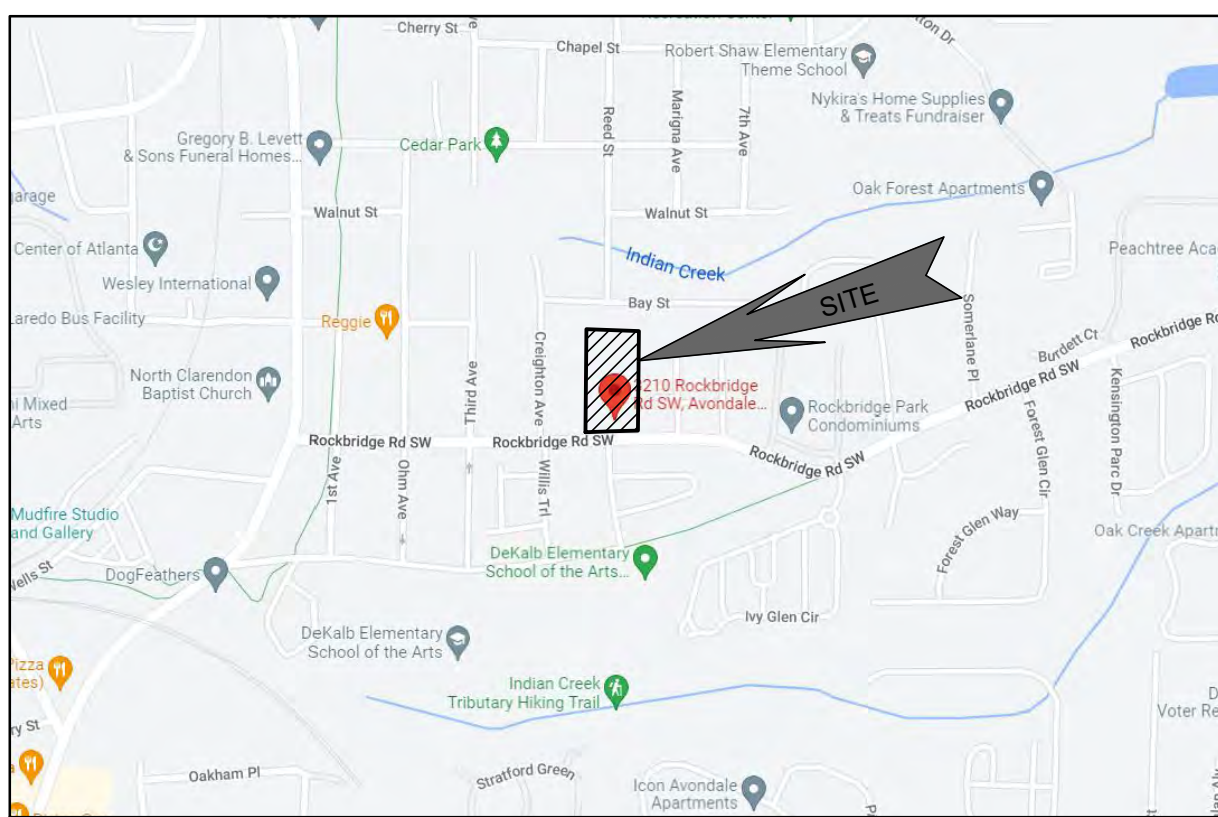 Cherry St
Chapel St
Robert Shaw Elementary
Theme School
Nykira's Home Supplies
& Treats Fundraiser
Reed St
Marigna Ave
7th Ave
Gregory B. Levett
& Sons Funeral Homes...
Cedar Park
Oak Forest Apartments
Walnut St
Walnut St
Center of Atlanta
Wesley International
Indian Creek
Peachtree
Laredo Bus Facility
Reggie
Bay St
SITE
Somerlane Pl
Burdett Ct
Rockbridge Rd
Creighton Ave
Third Ave
North Clarendon
Baptist Church
Mixed
Arts
3210 Rockbridge
Rd SW, Avondale...
Rockbridge Park
Condominiums
Rockbridge Rd SW
Kensington Parc Dr
Rockbridge Rd SW
Rockbridge Rd SW
Rockbridge Rd SW
1st Ave
Ohm Ave
Willis Trl
Forest Glen Cir
Mudfire Studio
and Gallery
Forest Glen Way
Oak Creek
DeKalb Elementary
School of the Arts...
DogFeathers
Wells St
Ivy Glen Cir
DeKalb Elementary
School of the Arts
Pizza
Indian Creek
Tributary Hiking Trail
Voter
Oakham Pl
Stratford Green
Icon Avondale
Apartments